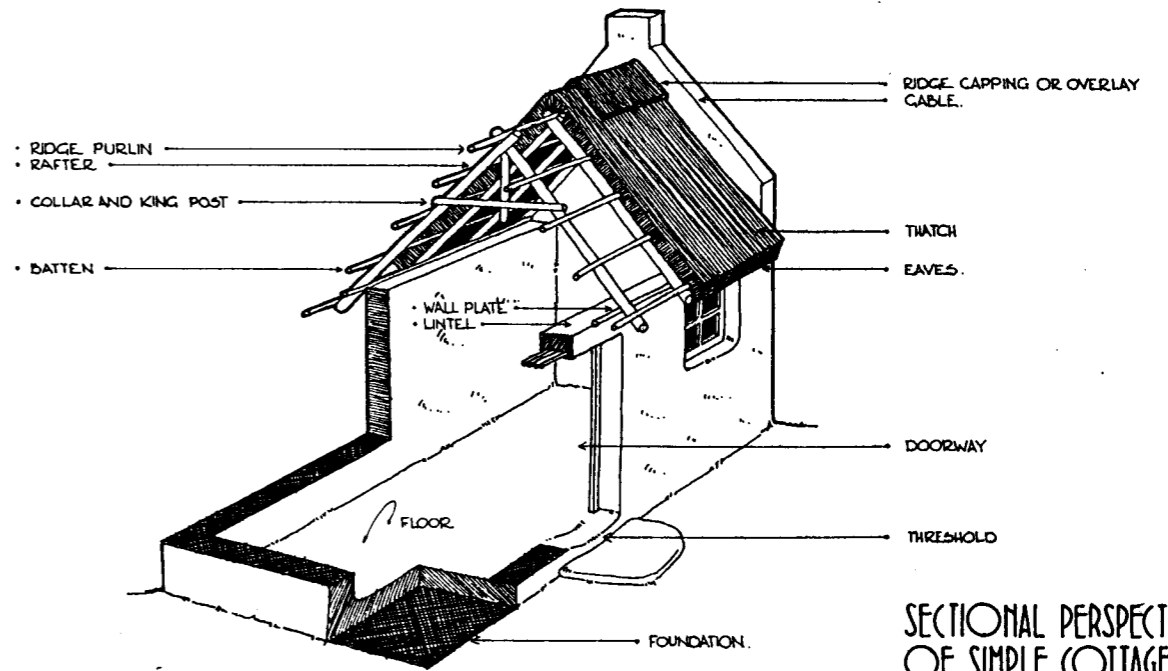 RIDGE CAPPING OR OVERLAY
GABLE.
• RIDGE PURLIN
• RAFTER
• COLLAR AND KING POST
THATCH
• BATTEN
EAVES.
• WALL PLATE
• LINTEL
DOORWAY
FLOOR
THRESHOLD
FOUNDATION.
SECTIONAL PERSPECT
OF SIMPLE COTTAGE